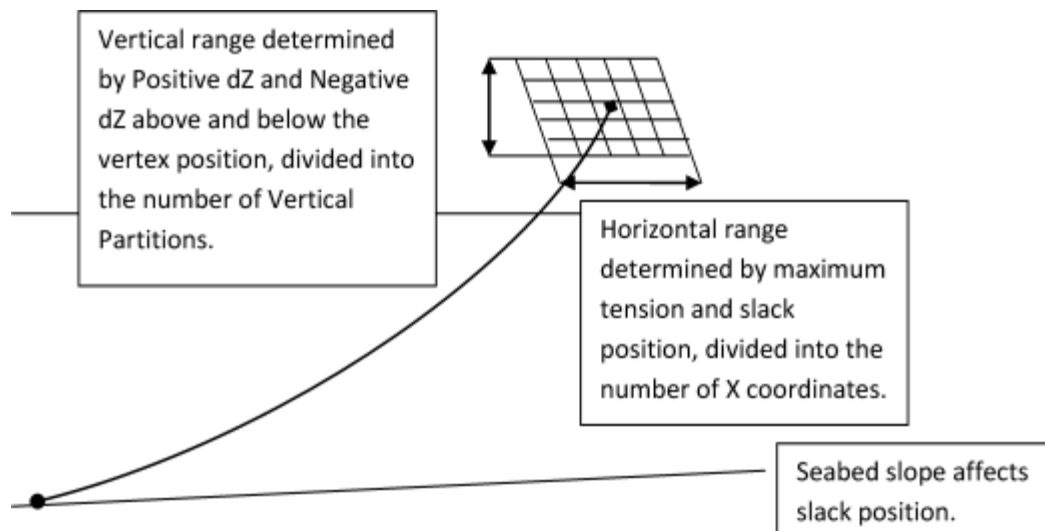 Vertical range determined
by Positive dZ and Negative
dZ above and below the
vertex position, divided into
the number of Vertical
Partitions.
Horizontal range
determined by maximum
tension and slack
position, divided into the
number of X coordinates.
Seabed slope affects
slack position.